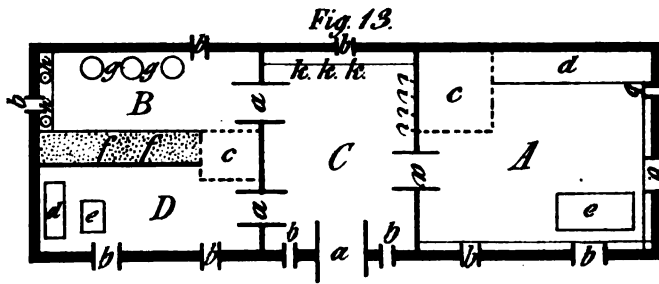 Fig. 13.
b b
k. k. k.
n g g d
b B a c g
n i i i i
f f c C A a b
d e D a e
b b b a b b b